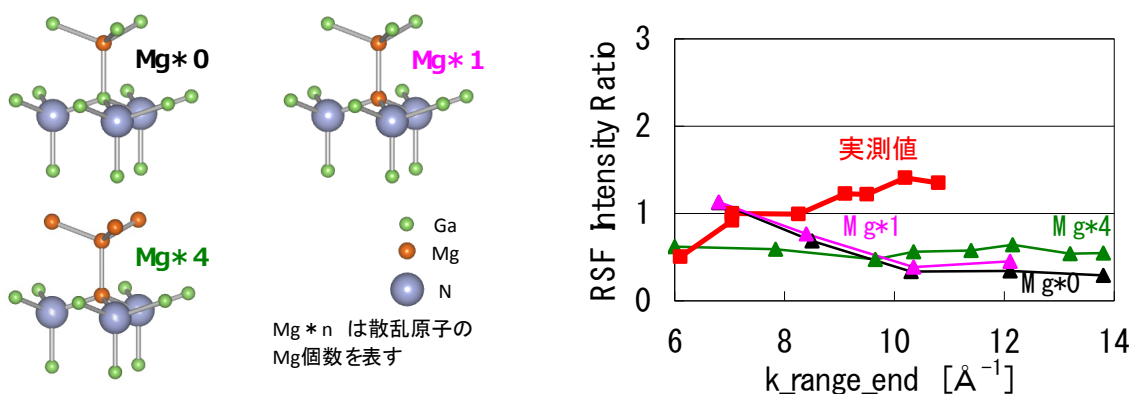 Mg*0
Mg*1
Mg*4
Ga
Mg
N
Mg*n は散乱原子の
Mg個数を表す
RSF Intensity Ratio
3
2
1
0
実測値
Mg*1
Mg*4
Mg*0
6 8 10 12 14
k_range_end [Å⁻¹]